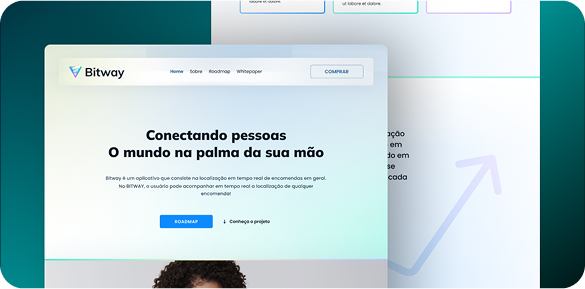 labore et dolore.
ut labore et dolore.
Bitway
Home Sobre Roadmap Whitepaper
COMPRAR
Conectando pessoas
O mundo na palma da sua mão
Bitway é um aplicativo que consiste na localização em tempo real de encomendas em geral.
No BITWAY, a usuário pode acompanhar em tempo real a localização de qualquer
encomenda!
ROADMAP
↓ Conheça o projeto
ação
em
do em
se
cada